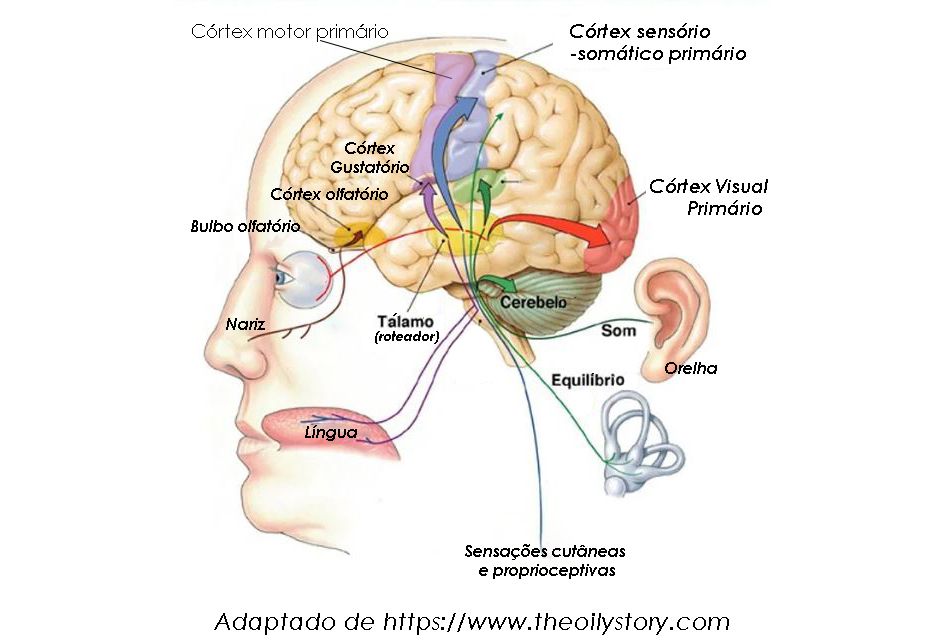 Córtex motor primário
Córtex sensório
-somático primário
Córtex
Gustatório
Córtex olfatório
Córtex Visual
Primário
Bulbo olfatório
Cerebelo
Nariz
Tálamo
(roteador)
Som
Orelha
Equilíbrio
Língua
Sensações cutâneas
e proprioceptivas
Adaptado de https://www.theoilystory.com